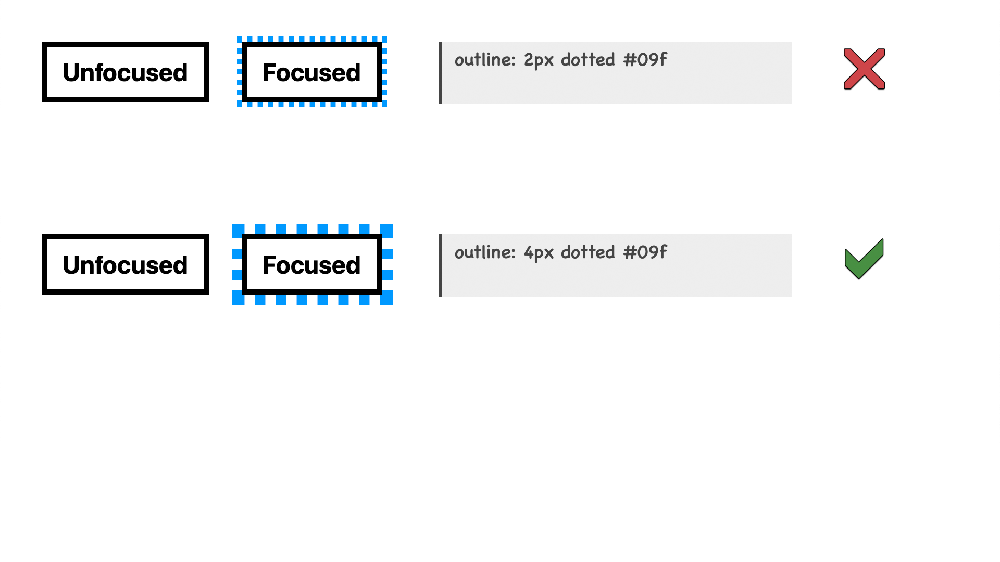 Unfocused
Focused
outline: 2px dotted #09f
Unfocused
Focused
outline: 4px dotted #09f